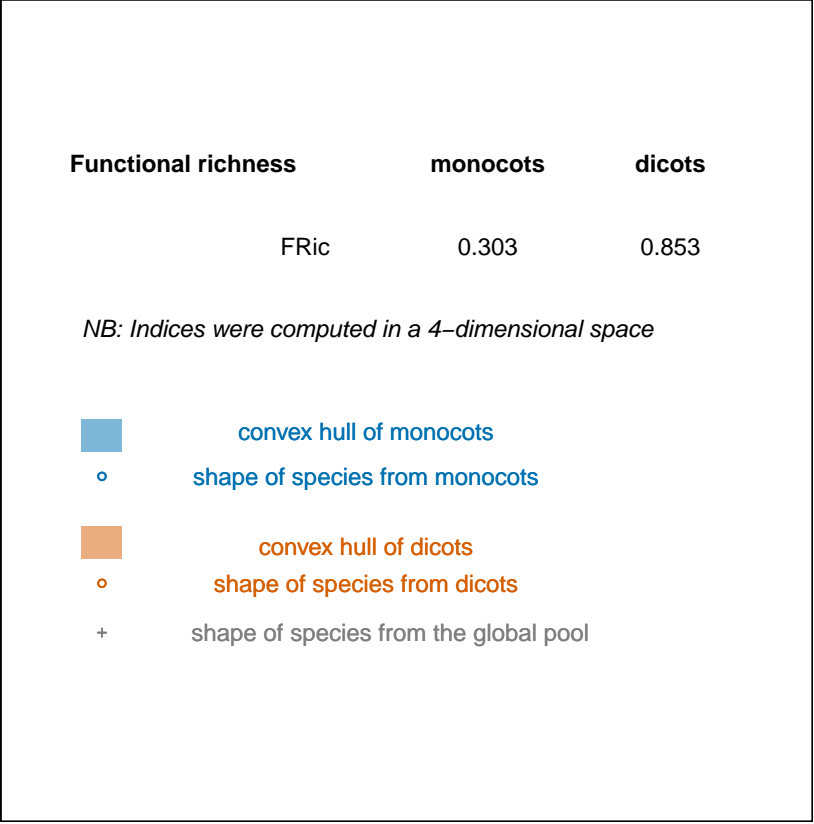 Functional richness monocots dicots
FRic 0.303 0.853
NB: Indices were computed in a 4−dimensional space
convex hull of monocots
shape of species from monocots
convex hull of dicots
shape of species from dicots
shape of species from the global pool